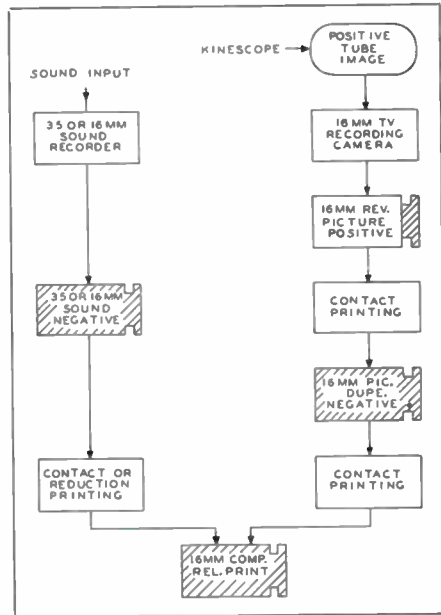 KINESCOPE
POSITIVE
TUBE
IMAGE
SOUND INPUT
35 OR 16MM
SOUND
RECORDER
16MM TV
RECORDING
CAMERA
16MM REV.
PICTURE
POSITIVE
35 OR 16MM
SOUND
NEGATIVE
CONTACT
PRINTING
16MM PIC.
DUPE.
NEGATIVE
CONTACT OR
REDUCTION
PRINTING
CONTACT
PRINTING
16MM COMP.
REL. PRINT